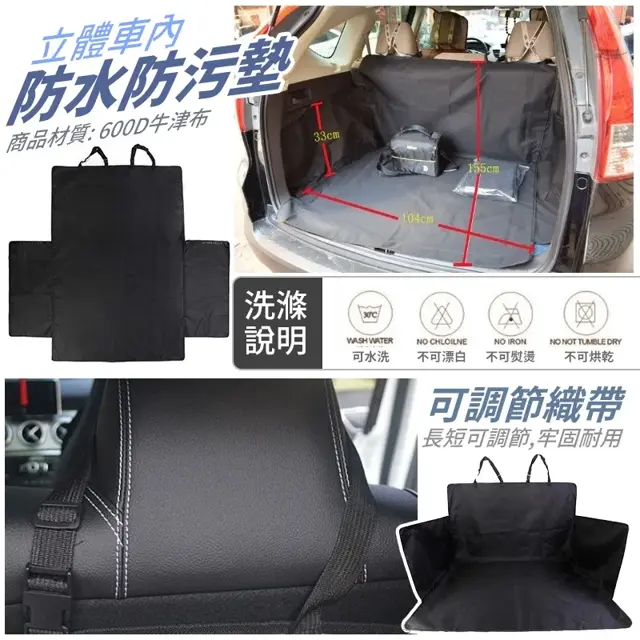 立體車內
防水防污墊
商品材質: 600D牛津布
33cm
155cm
104cm
洗滌
說明
30℃
WASH WATER
可水洗
NO CHLOILNE
不可漂白
NO IRON
不可熨燙
NO NOT TUMBLE DRY
不可烘乾
可調節織帶
長短可調節,牢固耐用